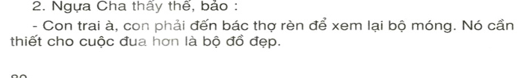 2. Ngựa Cha thấy thế, bảo :
- Con trai à, con phải đến bác thợ rèn để xem lại bộ móng. Nó cần
thiết cho cuộc đua hơn là bộ đồ đẹp.